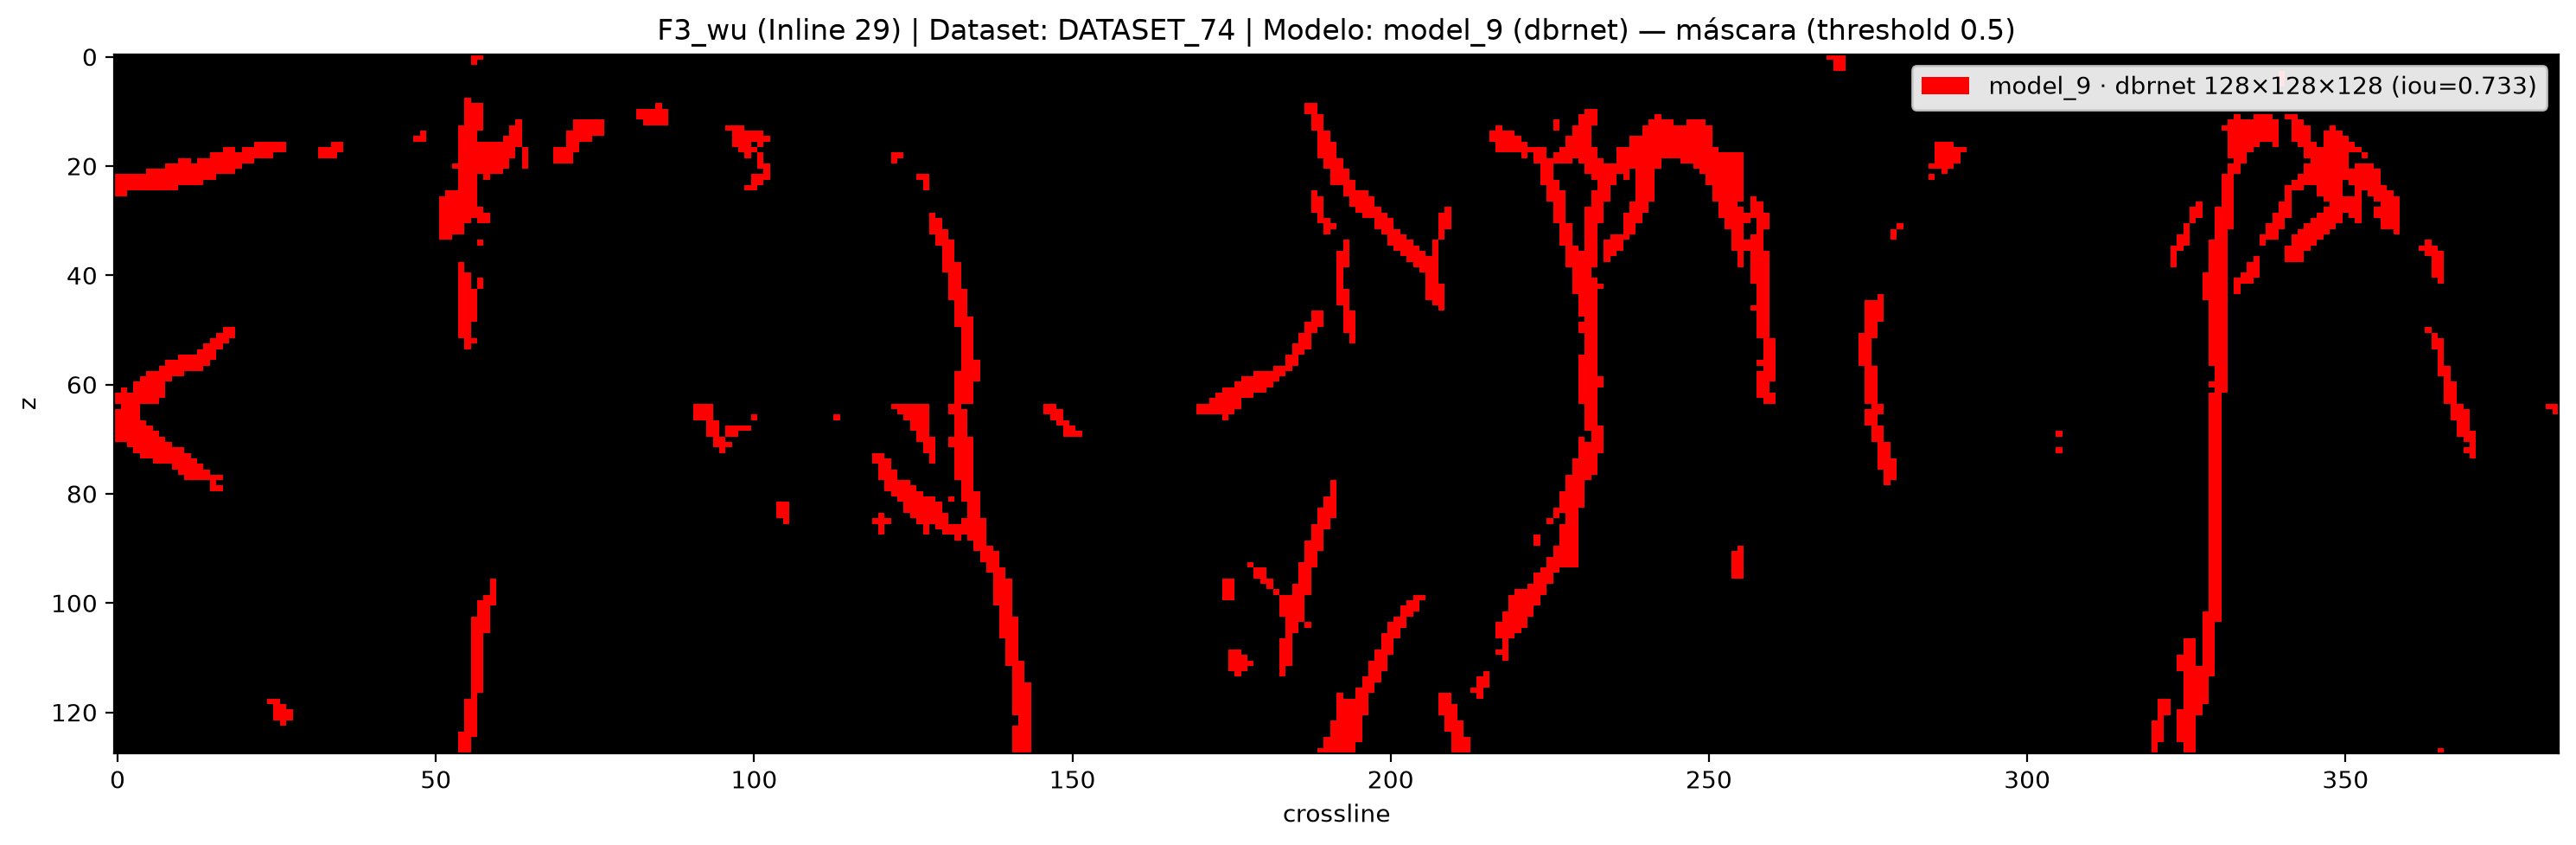 F3_wu (Inline 29) | Dataset: DATASET_74 | Modelo: model_9 (dbrnet) — máscara (threshold 0.5)
model_9 · dbrnet 128×128×128 (iou=0.733)
0
20
40
60
80
100
120
z
0 50 100 150 200 250 300 350
crossline